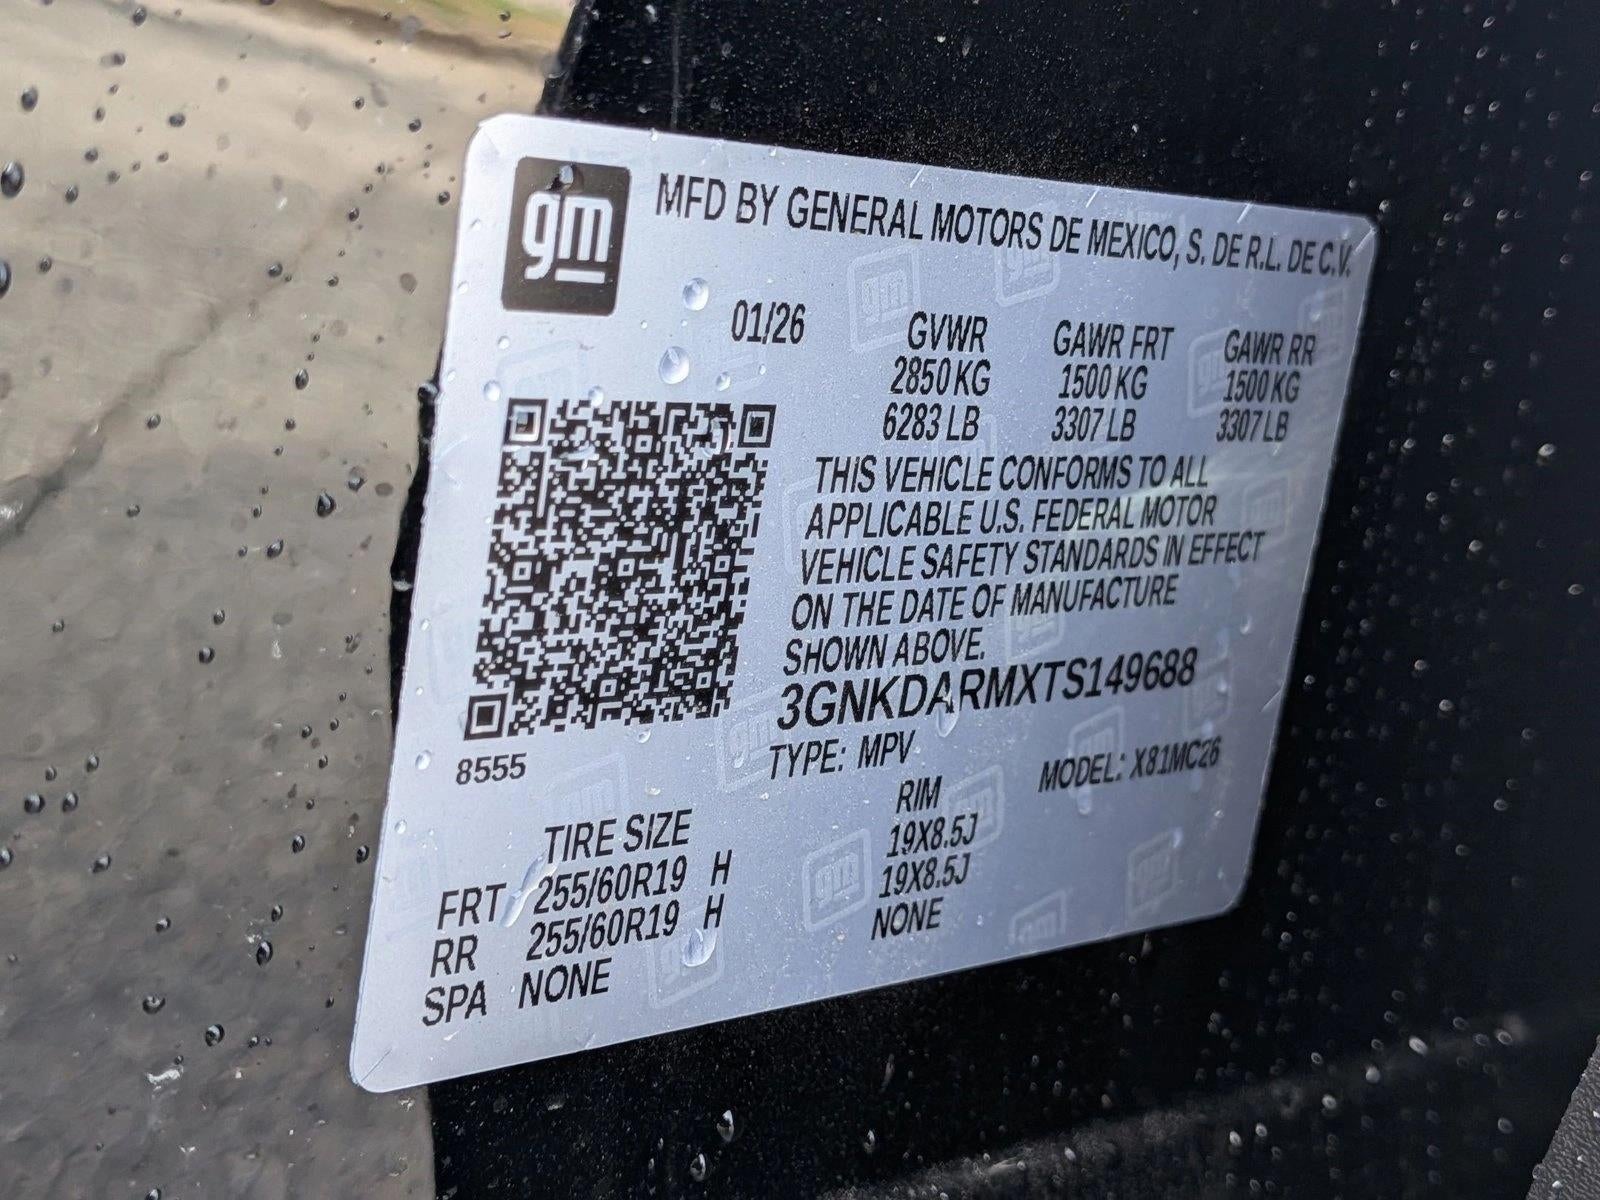 gm
MFD BY GENERAL MOTORS DE MEXICO, S. DE R.L. DE C.V.
01/26 GVWR GAWR FRT GAWR RR
2850 KG 1500 KG 1500 KG
6283 LB 3307 LB 3307 LB
THIS VEHICLE CONFORMS TO ALL
APPLICABLE U.S. FEDERAL MOTOR
VEHICLE SAFETY STANDARDS IN EFFECT
ON THE DATE OF MANUFACTURE
SHOWN ABOVE.
3GNKDARMXTS149688
8555
TYPE: MPV MODEL: X81MC26
TIRE SIZE RIM
FRT 255/60R19 H 19X8.5J
RR 255/60R19 H 19X8.5J
SPA NONE NONE